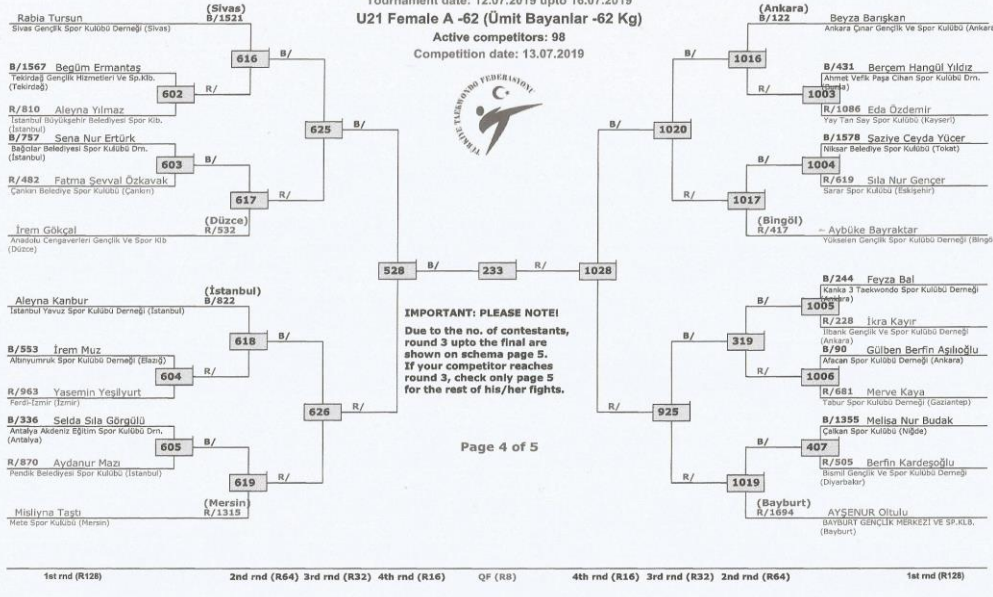 Tournament date: 12.07.2019 upto 16.07.2019
U21 Female A -62 (Ümit Bayanlar -62 Kg)
Active competitors: 98
Competition date: 13.07.2019
TÜRKİYE TAEKWONDO FEDERASYONU
(Sivas)
Rabia Tursun B/1521
Sivas Gençlik Spor Kulübü Derneği (Sivas)
616 B/
B/1567 Begüm Ermantaş
Tekirdağ Gençlik Hizmetleri Ve Sp.Klb.
(Tekirdağ)
602 R/
R/810 Aleyna Yılmaz
İstanbul Büyükşehir Belediyesi Spor Klb.
(İstanbul)
625 B/
B/757 Sena Nur Ertürk
Bağcılar Belediyesi Spor Kulübü Drn.
(İstanbul)
603 B/
R/482 Fatma Şevval Özkavak
Çankırı Belediye Spor Kulübü (Çankırı)
617 R/
(Düzce)
İrem Gökçal R/532
Anadolu Cengaverleri Gençlik Ve Spor Klb
(Düzce)
528 B/ 233 R/ 1028
(İstanbul)
Aleyna Kanbur B/822
İstanbul Yavuz Spor Kulübü Derneği (İstanbul)
618 B/
B/553 İrem Muz
Altınyumruk Spor Kulübü Derneği (Elazığ)
604 R/
R/963 Yasemin Yeşilyurt
Ferdi-İzmir (İzmir)
626 R/
B/336 Selda Sıla Görgülü
Antalya Akdeniz Eğitim Spor Kulübü Drn.
(Antalya)
605 B/
R/870 Aydanur Mazı
Pendik Belediyesi Spor Kulübü (İstanbul)
619 R/
(Mersin)
Misliyna Taştı R/1315
Mete Spor Kulübü (Mersin)
IMPORTANT: PLEASE NOTE!
Due to the no. of contestants,
round 3 upto the final are
shown on schema page 5.
If your competitor reaches
round 3, check only page 5
for the rest of his/her fights.
Page 4 of 5
(Ankara)
B/122 Beyza Barışkan
Ankara Çınar Gençlik Ve Spor Kulübü (Ankara
B/ 1016
B/431 Berçem Hangül Yıldız
Ahmet Vefik Paşa Cihan Spor Kulübü Drn.
(Bursa)
R/ 1003
R/1086 Eda Özdemir
Yay Tan Say Spor Kulübü (Kayseri)
B/ 1020
B/1578 Şaziye Ceyda Yücer
Niksar Belediye Spor Kulübü (Tokat)
B/ 1004
R/619 Sıla Nur Gençer
Sarar Spor Kulübü (Eskişehir)
R/ 1017
(Bingöl)
R/417 Aybüke Bayraktar
Yükselen Gençlik Spor Kulübü Derneği (Bingö
B/244 Feyza Bal
Kanka 3 Taekwondo Spor Kulübü Derneği
(Ankara)
B/ 1005
R/228 İkra Kayır
İlbank Gençlik Ve Spor Kulübü Derneği
(Ankara)
B/ 319
B/90 Gülben Berfin Aşılıoğlu
Afacan Spor Kulübü Derneği (Ankara)
R/ 1006
R/681 Merve Kaya
Tabur Spor Kulübü Derneği (Gaziantep)
R/ 925
B/1355 Melisa Nur Budak
Çalkan Spor Kulübü (Niğde)
B/ 407
R/505 Berfin Kardeşoğlu
Bismil Gençlik Ve Spor Kulübü Derneği
(Diyarbakır)
R/ 1019
(Bayburt)
R/1694 AYŞENUR Oltulu
BAYBURT GENÇLİK MERKEZİ VE SP.KLB.
(Bayburt)
1st rnd (R128) 2nd rnd (R64) 3rd rnd (R32) 4th rnd (R16) QF (R8) 4th rnd (R16) 3rd rnd (R32) 2nd rnd (R64) 1st rnd (R128)